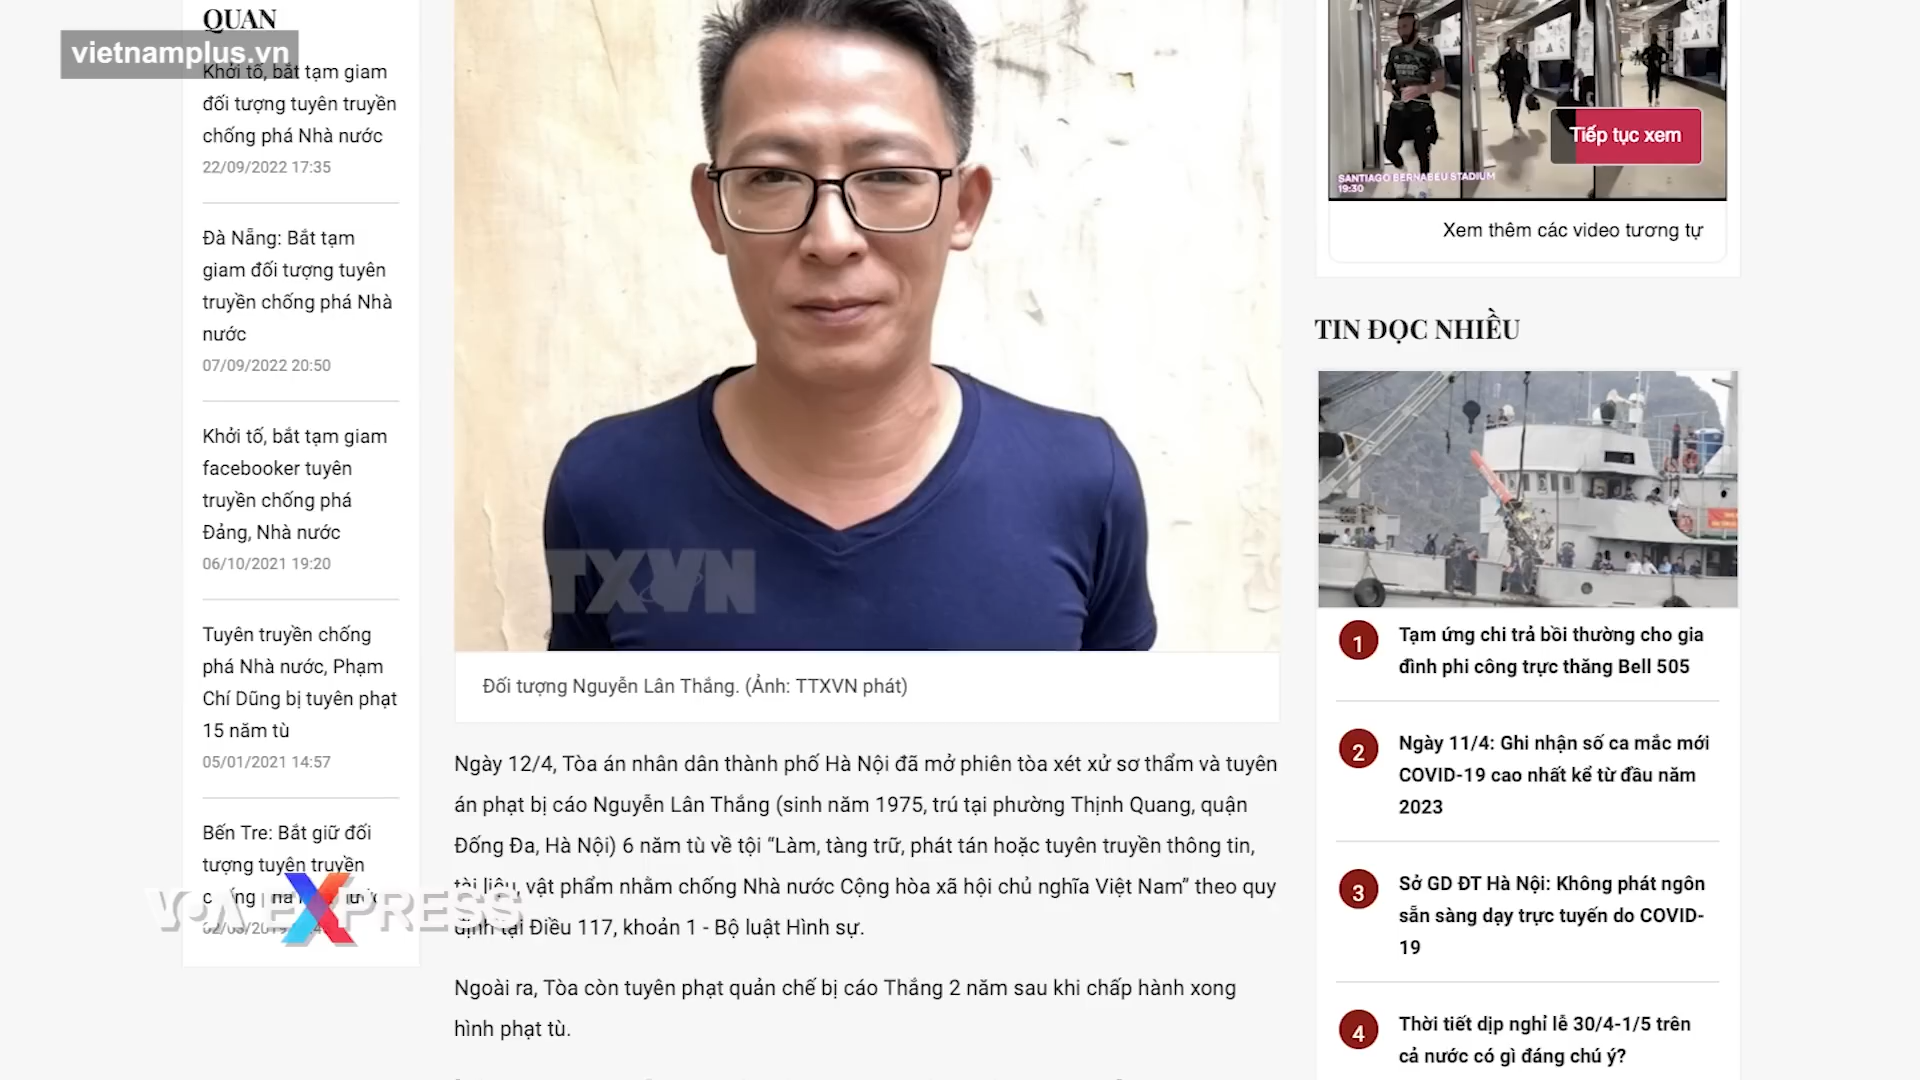 vietnamplus.vn
QUAN
Khởi tố, bắt tạm giam
đối tượng tuyên truyền
chống phá Nhà nước
22/09/2022 17:35
Đà Nẵng: Bắt tạm
giam đối tượng tuyên
truyền chống phá Nhà
nước
07/09/2022 20:50
Khởi tố, bắt tạm giam
facebooker tuyên
truyền chống phá
Đảng, Nhà nước
06/10/2021 19:20
Tuyên truyền chống
phá Nhà nước, Phạm
Chí Dũng bị tuyên phạt
15 năm tù
05/01/2021 14:57
Bến Tre: Bắt giữ đối
tượng tuyên truyền
VOA EXPRESS
TTXVN
Đối tượng Nguyễn Lân Thắng. (Ảnh: TTXVN phát)
Ngày 12/4, Tòa án nhân dân thành phố Hà Nội đã mở phiên tòa xét xử sơ thẩm và tuyên
án phạt bị cáo Nguyễn Lân Thắng (sinh năm 1975, trú tại phường Thịnh Quang, quận
Đống Đa, Hà Nội) 6 năm tù về tội “Làm, tàng trữ, phát tán hoặc tuyên truyền thông tin,
tài liệu, vật phẩm nhằm chống Nhà nước Cộng hòa xã hội chủ nghĩa Việt Nam” theo quy
định tại Điều 117, khoản 1 - Bộ luật Hình sự.
Ngoài ra, Tòa còn tuyên phạt quản chế bị cáo Thắng 2 năm sau khi chấp hành xong
hình phạt tù.
Tiếp tục xem
SANTIAGO BERNABEU STADIUM
19:30
Xem thêm các video tương tự
TIN ĐỌC NHIỀU
1
Tạm ứng chi trả bồi thường cho gia
đình phi công trực thăng Bell 505
2
Ngày 11/4: Ghi nhận số ca mắc mới
COVID-19 cao nhất kể từ đầu năm
2023
3
Sở GD ĐT Hà Nội: Không phát ngôn
sẵn sàng dạy trực tuyến do COVID-
19
4
Thời tiết dịp nghỉ lễ 30/4-1/5 trên
cả nước có gì đáng chú ý?